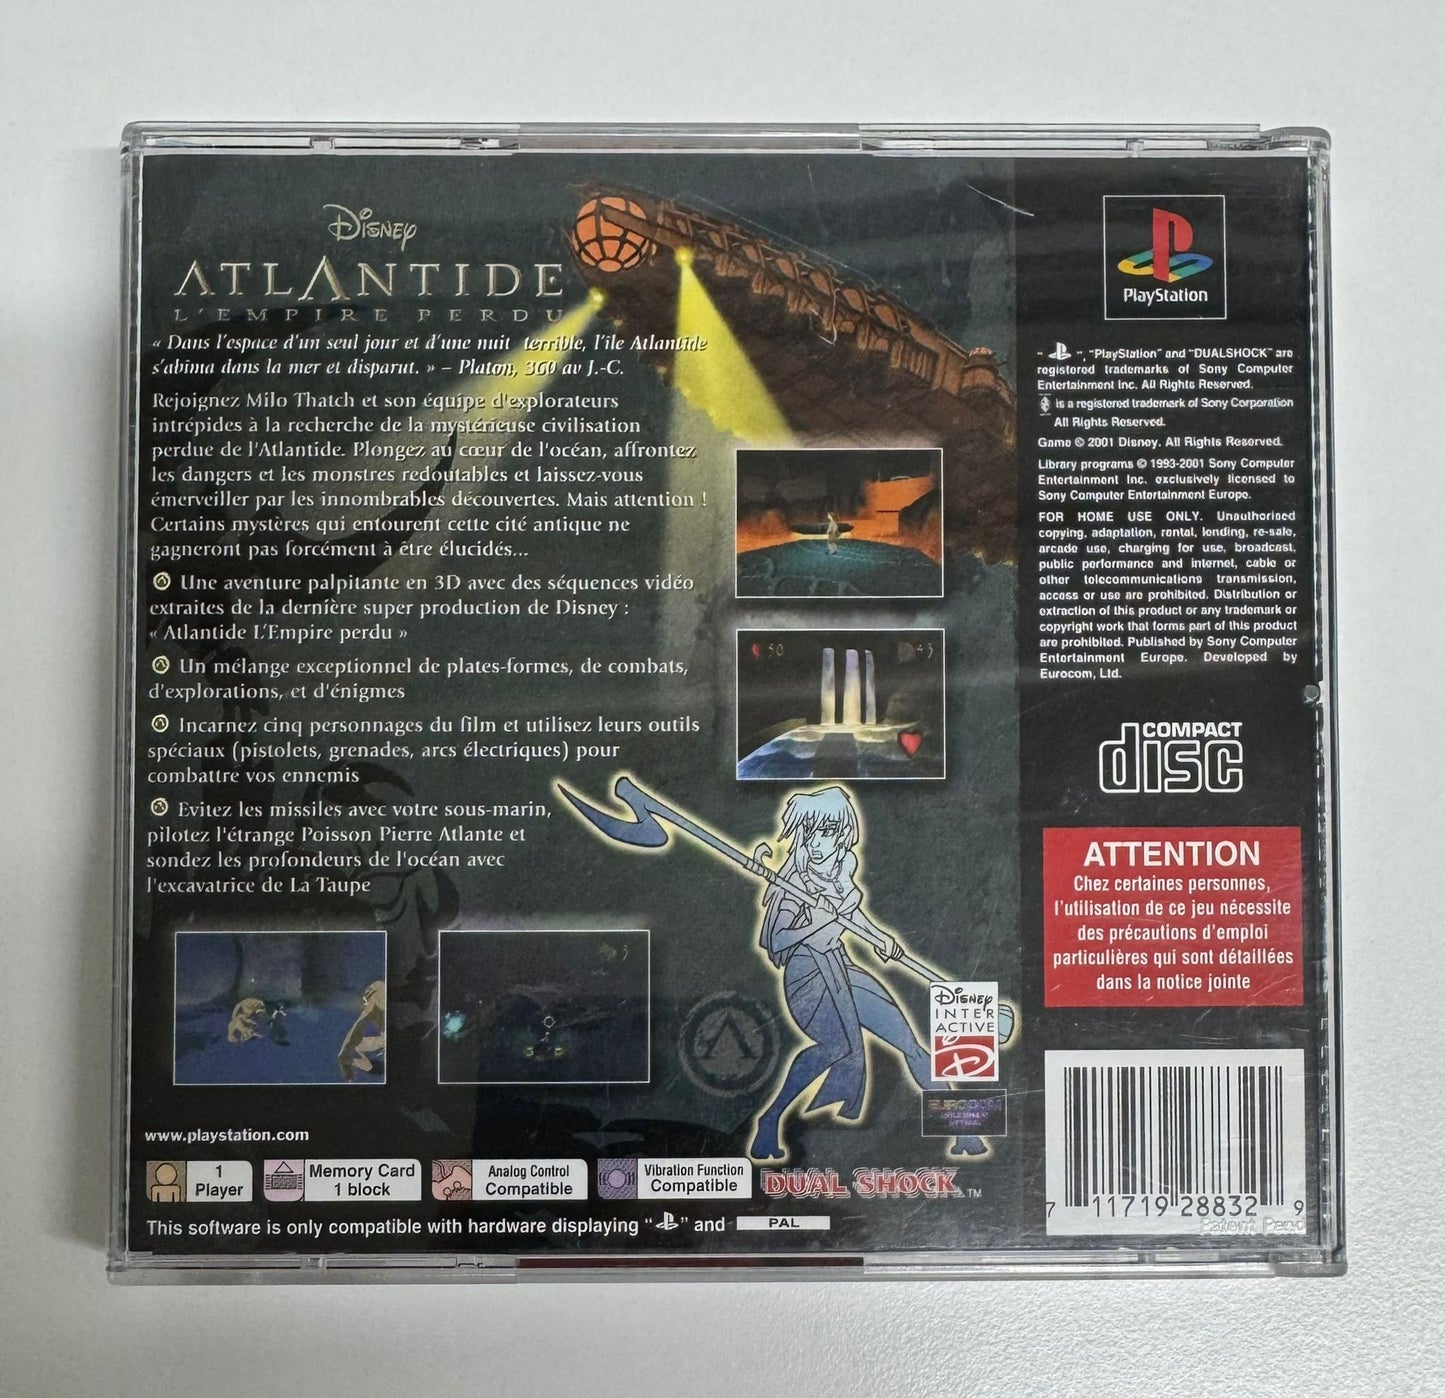 Disney
ATLANTIDE
L'EMPIRE PERDU
« Dans l'espace d'un seul jour et d'une nuit terrible, l'île Atlantide
s'abîma dans la mer et disparut. » – Platon, 360 av J.-C.
Rejoignez Milo Thatch et son équipe d'explorateurs
intrépides à la recherche de la mystérieuse civilisation
perdue de l'Atlantide. Plongez au cœur de l'océan, affrontez
les dangers et les monstres redoutables et laissez-vous
émerveiller par les innombrables découvertes. Mais attention !
Certains mystères qui entourent cette cité antique ne
gagneront pas forcément à être élucidés...
Une aventure palpitante en 3D avec des séquences vidéo
extraites de la dernière super production de Disney :
« Atlantide L'Empire perdu »
Un mélange exceptionnel de plates-formes, de combats,
d'explorations, et d'énigmes
Incarnez cinq personnages du film et utilisez leurs outils
spéciaux (pistolets, grenades, arcs électriques) pour
combattre vos ennemis
Evitez les missiles avec votre sous-marin,
pilotez l'étrange Poisson Pierre Atlante et
sondez les profondeurs de l'océan avec
l'excavatrice de La Taupe
50
3
3
www.playstation.com
1
Player
Memory Card
1 block
Analog Control
Compatible
Vibration Function
Compatible
DUAL SHOCK™
This software is only compatible with hardware displaying " " and PAL
Disney
INTER
ACTIVE
D
EUROCOM
PlayStation
" ", "PlayStation" and "DUALSHOCK" are
registered trademarks of Sony Computer
Entertainment Inc. All Rights Reserved.
is a registered trademark of Sony Corporation
All Rights Reserved.
Game © 2001 Disney. All Rights Reserved.
Library programs © 1993-2001 Sony Computer
Entertainment Inc. exclusively licensed to
Sony Computer Entertainment Europe.
FOR HOME USE ONLY. Unauthorised
copying, adaptation, rental, lending, re-sale,
arcade use, charging for use, broadcast,
public performance and internet, cable or
other telecommunications transmission,
access or use are prohibited. Distribution or
extraction of this product or any trademark or
copyright work that forms part of this product
are prohibited. Published by Sony Computer
Entertainment Europe. Developed by
Eurocom, Ltd.
COMPACT
disc
ATTENTION
Chez certaines personnes,
l'utilisation de ce jeu nécessite
des précautions d'emploi
particulières qui sont détaillées
dans la notice jointe
7 11719 28832 9
Patent Pend